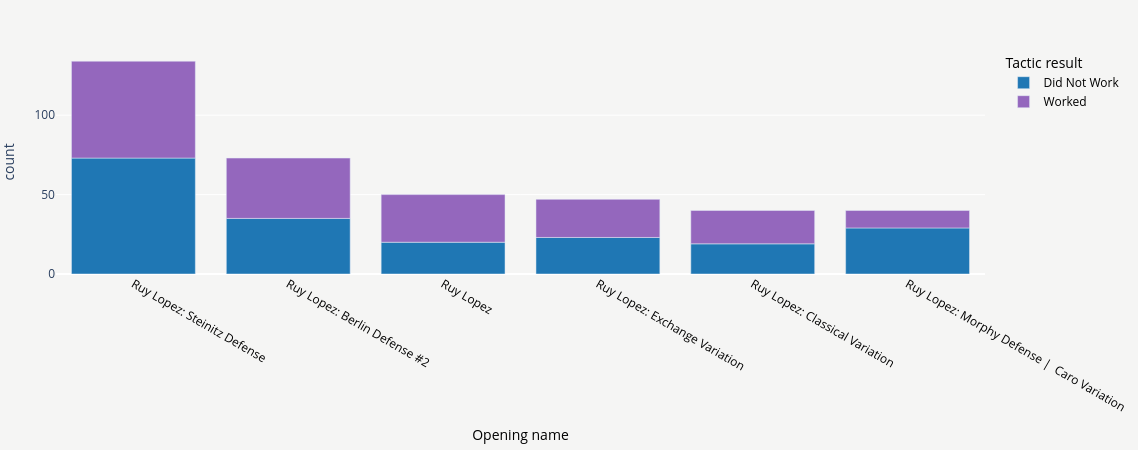 Tactic result
Did Not Work
Worked
count
100
50
0
Ruy Lopez: Steinitz Defense
Ruy Lopez: Berlin Defense #2
Ruy Lopez
Ruy Lopez: Exchange Variation
Ruy Lopez: Classical Variation
Ruy Lopez: Morphy Defense |  Caro Variation
Opening name